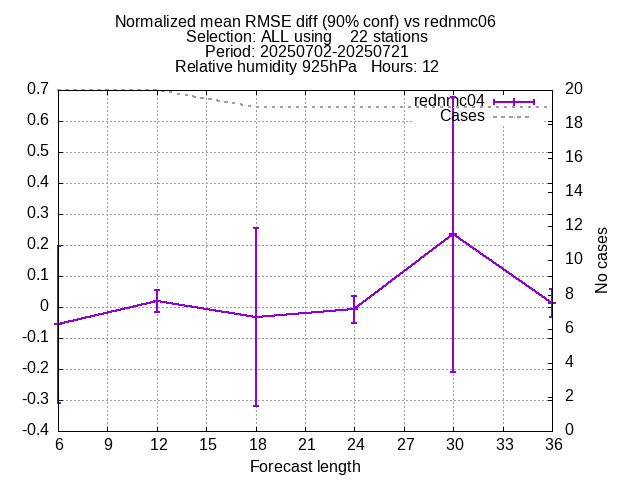 Normalized mean RMSE diff (90% conf) vs rednmc06
Selection: ALL using    22 stations
Period: 20250702-20250721
Relative humidity 925hPa   Hours: 12
rednmc04
Cases
0.7
0.6
0.5
0.4
0.3
0.2
0.1
0
-0.1
-0.2
-0.3
-0.4
20
18
16
14
12
10
8
6
4
2
0
No cases
6 9 12 15 18 21 24 27 30 33 36
Forecast length